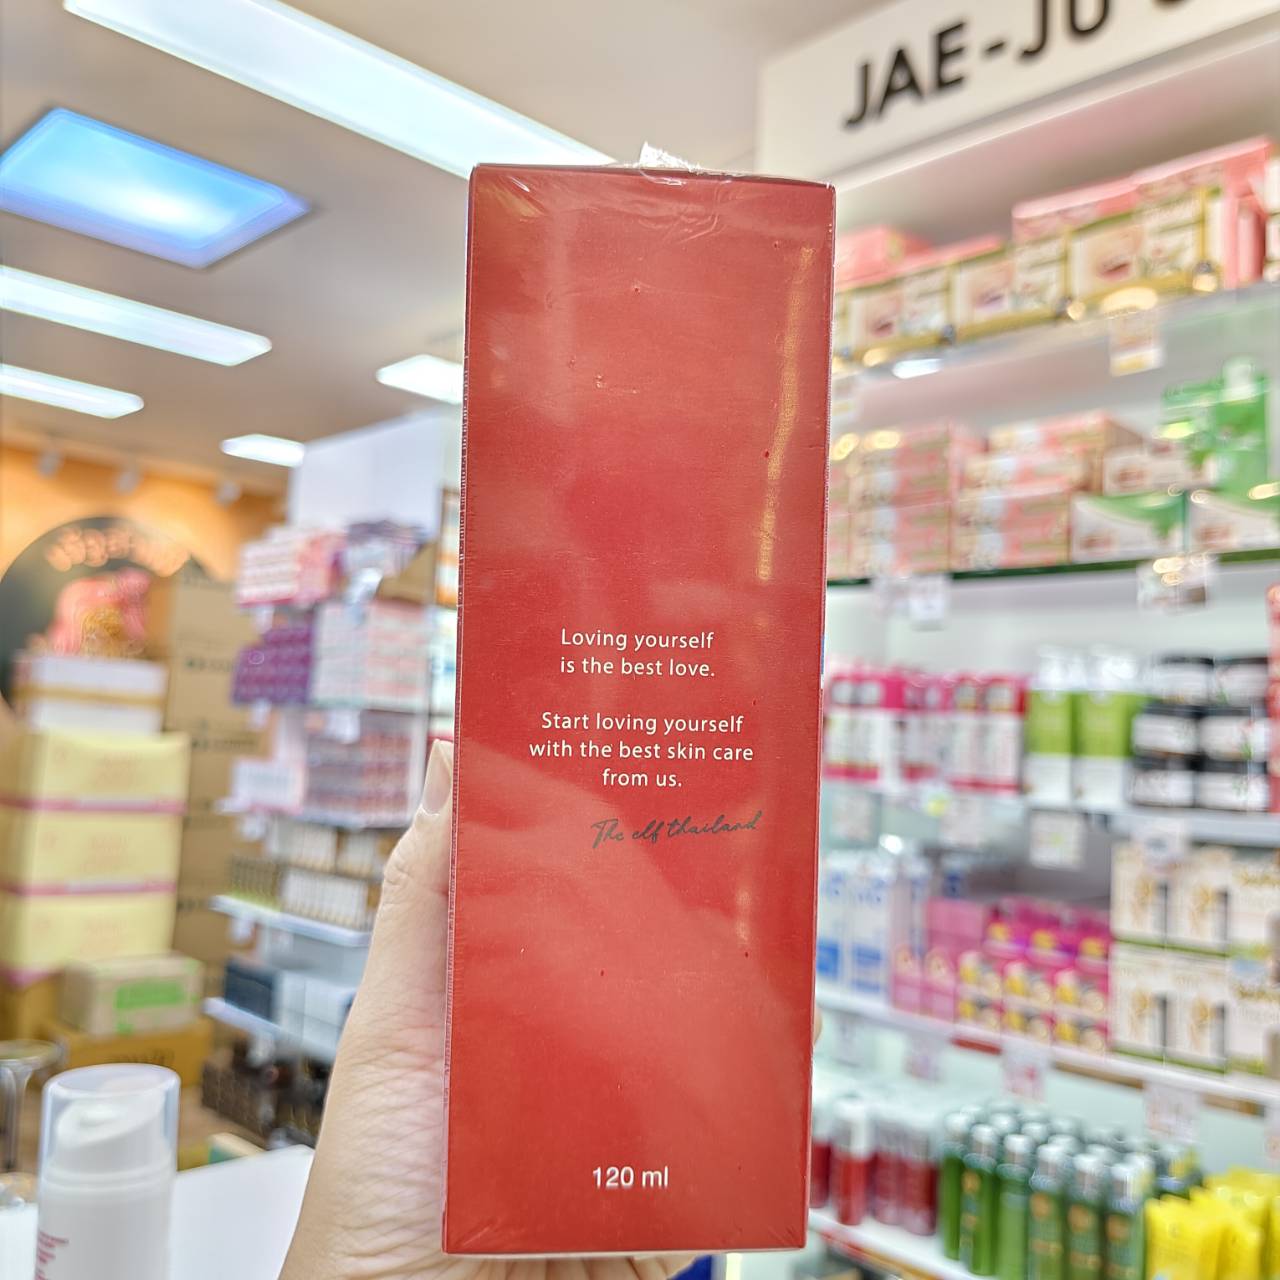 JAE-JU
Loving yourself
is the best love.
Start loving yourself
with the best skin care
from us.
The elf thailand
120 ml